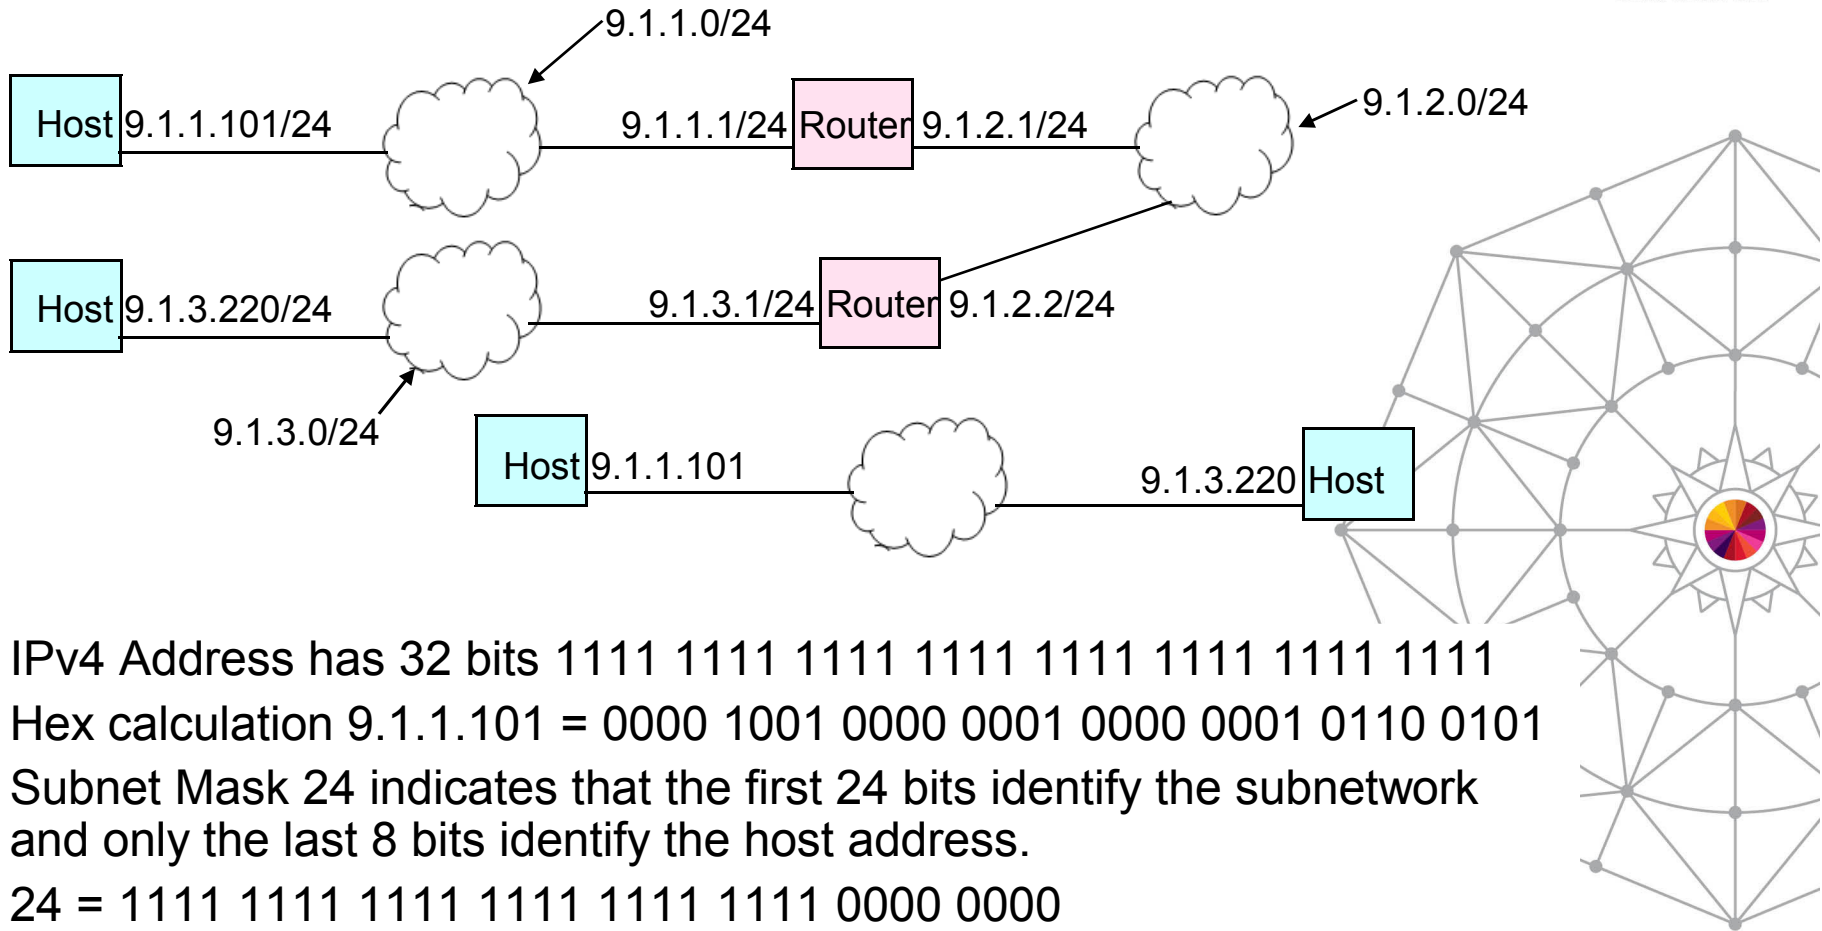 9.1.1.0/24
Host 9.1.1.101/24
9.1.1.1/24 Router 9.1.2.1/24
9.1.2.0/24
Host 9.1.3.220/24
9.1.3.1/24 Router 9.1.2.2/24
9.1.3.0/24
Host 9.1.1.101
9.1.3.220 Host
IPv4 Address has 32 bits 1111 1111 1111 1111 1111 1111 1111 1111
Hex calculation 9.1.1.101 = 0000 1001 0000 0001 0000 0001 0110 0101
Subnet Mask 24 indicates that the first 24 bits identify the subnetwork
and only the last 8 bits identify the host address.
24 = 1111 1111 1111 1111 1111 1111 0000 0000